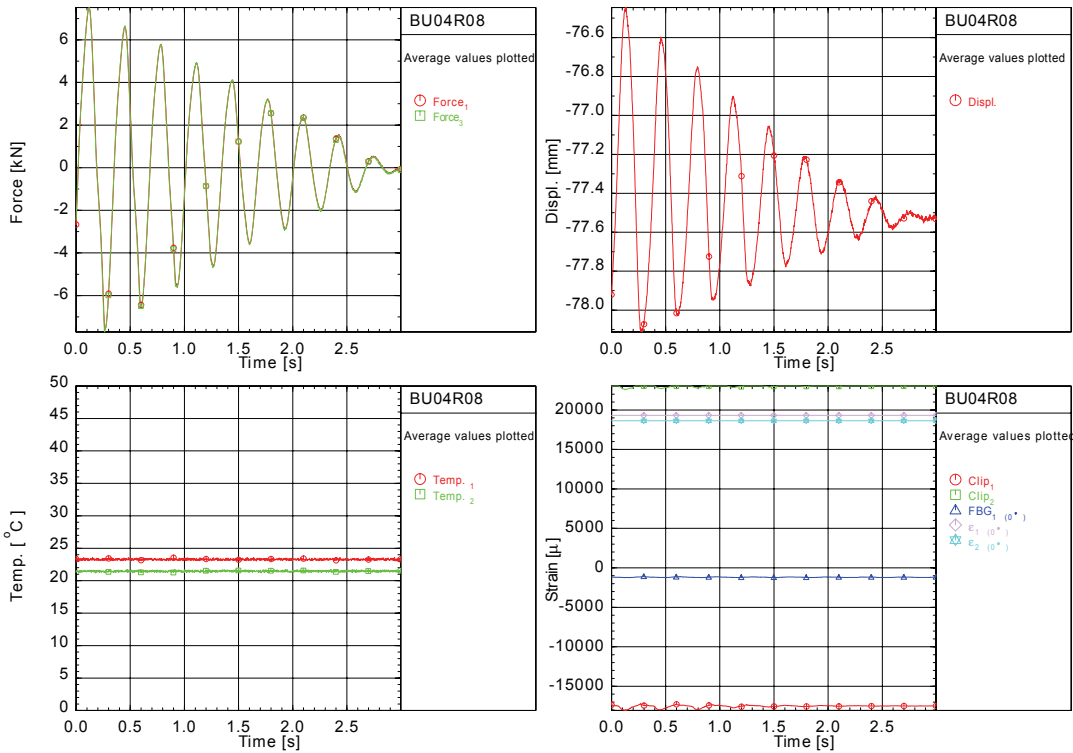 BU04R08
Average values plotted
Force 1
Force 3
Force [kN]
6
4
2
0
-2
-4
-6
0.0 0.5 1.0 1.5 2.0 2.5
Time [s]
BU04R08
Average values plotted
Displ.
Displ. [mm]
-76.6
-76.8
-77.0
-77.2
-77.4
-77.6
-77.8
-78.0
0.0 0.5 1.0 1.5 2.0 2.5
Time [s]
BU04R08
Average values plotted
Temp. 1
Temp. 2
Temp. [ °C]
50
45
40
35
30
25
20
15
10
5
0
0.0 0.5 1.0 1.5 2.0 2.5
Time [s]
BU04R08
Average values plotted
Clip1
Clip2
FBG1 (0°)
ε1 (0°)
ε2 (0°)
Strain [µ]
20000
15000
10000
5000
0
-5000
-10000
-15000
0.0 0.5 1.0 1.5 2.0 2.5
Time [s]